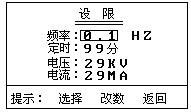 设 限
频率:0.1 HZ
定时:99分
电压:29KV
电流:29MA
提示: 选择 改数 返回